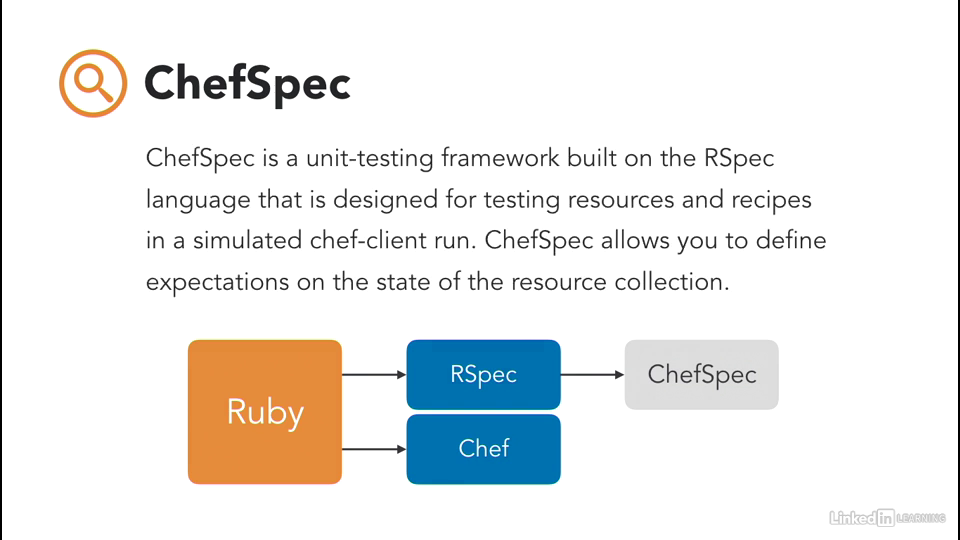 ChefSpec
ChefSpec is a unit-testing framework built on the RSpec
language that is designed for testing resources and recipes
in a simulated chef-client run. ChefSpec allows you to define
expectations on the state of the resource collection.
RSpec
ChefSpec
Ruby
Chef
LinkedIn LEARNING